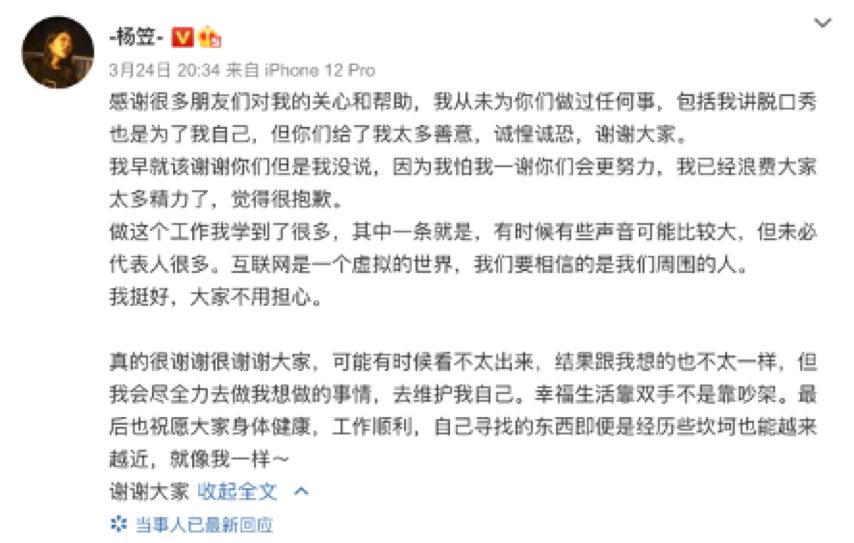 -杨笠-
3月24日 20:34 来自 iPhone 12 Pro
感谢很多朋友们对我的关心和帮助，我从未为你们做过任何事，包括我讲脱口秀
也是为了我自己，但你们给了我太多善意，诚惶诚恐，谢谢大家。
我早就该谢谢你们但是我没说，因为我怕我一谢你们会更努力，我已经浪费大家
太多精力了，觉得很抱歉。
做这个工作我学到了很多，其中一条就是，有时候有些声音可能比较大，但未必
代表人很多。互联网是一个虚拟的世界，我们要相信的是我们周围的人。
我挺好，大家不用担心。
真的很谢谢很谢谢大家，可能有时候看不太出来，结果跟我想的也不太一样，但
我会尽全力去做我想做的事情，去维护我自己。幸福生活靠双手不是靠吵架。最
后也祝愿大家身体健康，工作顺利，自己寻找的东西即便是经历些坎坷也能越来
越近，就像我一样～
谢谢大家 收起全文
当事人已最新回应